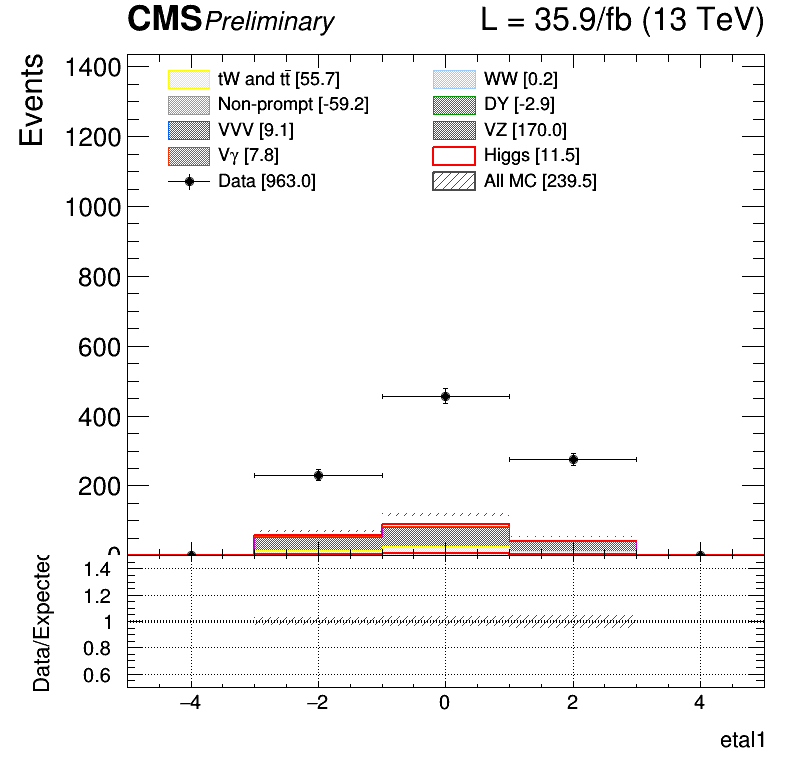 CMS Preliminary L = 35.9/fb (13 TeV)
Events
1400
1200
1000
800
600
400
200
0
tW and tt̄ [55.7]
Non-prompt [-59.2]
VVV [9.1]
Vγ [7.8]
Data [963.0]
WW [0.2]
DY [-2.9]
VZ [170.0]
Higgs [11.5]
All MC [239.5]
Data/Expected
1.4
1.2
1
0.8
0.6
−4 −2 0 2 4
etal1